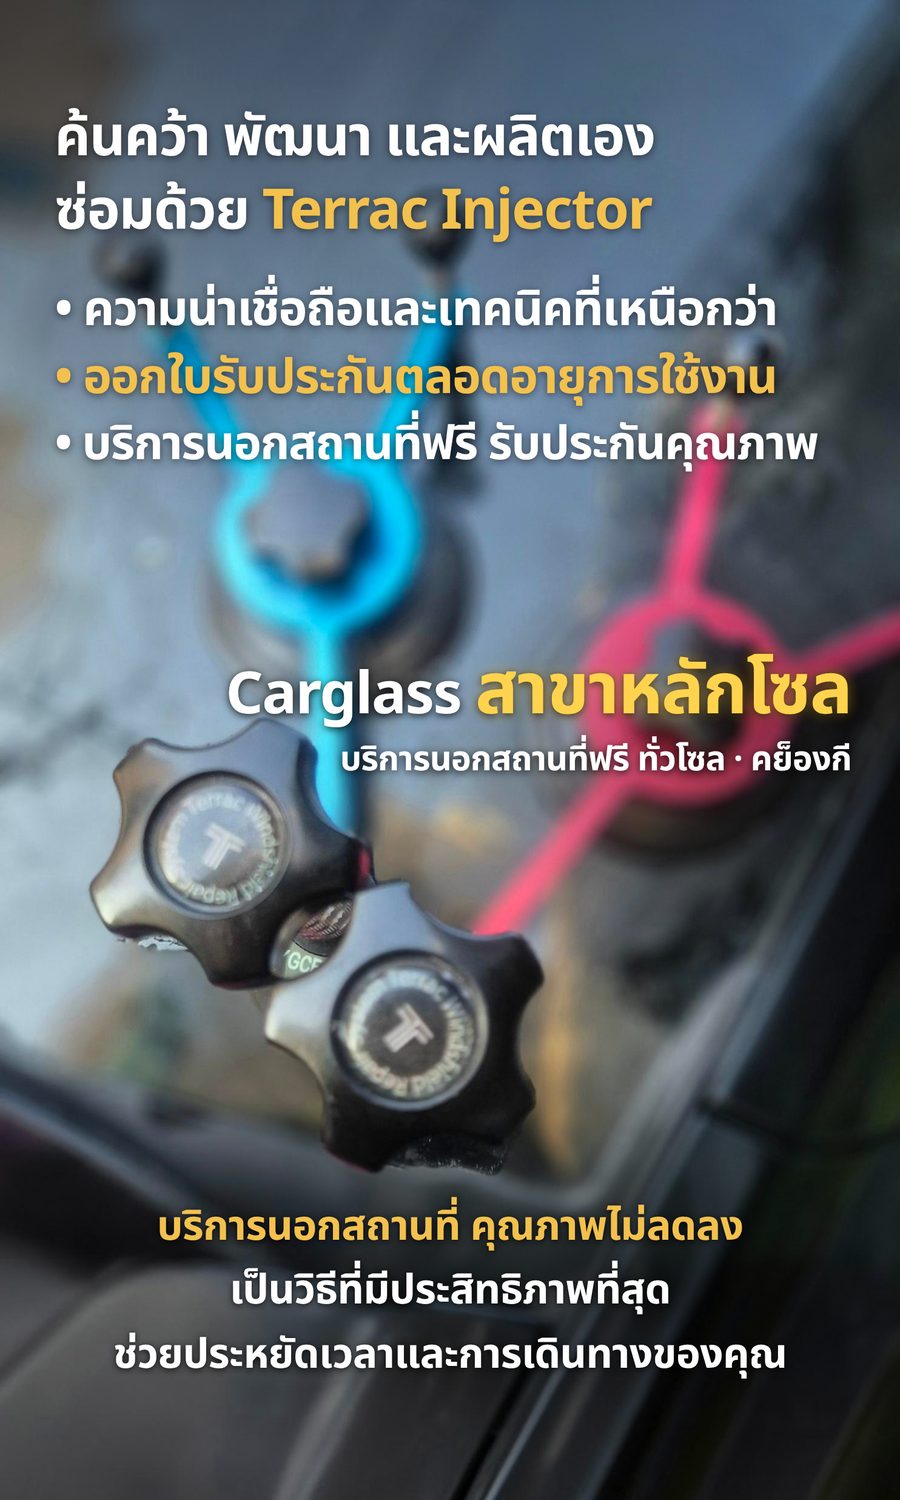 ค้นคว้า พัฒนา และผลิตเอง
ซ่อมด้วย Terrac Injector
• ความน่าเชื่อถือและเทคนิคที่เหนือกว่า
• ออกใบรับประกันตลอดอายุการใช้งาน
• บริการนอกสถานที่ฟรี รับประกันคุณภาพ
Carglass สาขาหลักโซล
บริการนอกสถานที่ฟรี ทั่วโซล · คย็องกี
Terrac Windshield Repair
Terrac Windshield Repair
บริการนอกสถานที่ คุณภาพไม่ลดลง
เป็นวิธีที่มีประสิทธิภาพที่สุด
ช่วยประหยัดเวลาและการเดินทางของคุณ